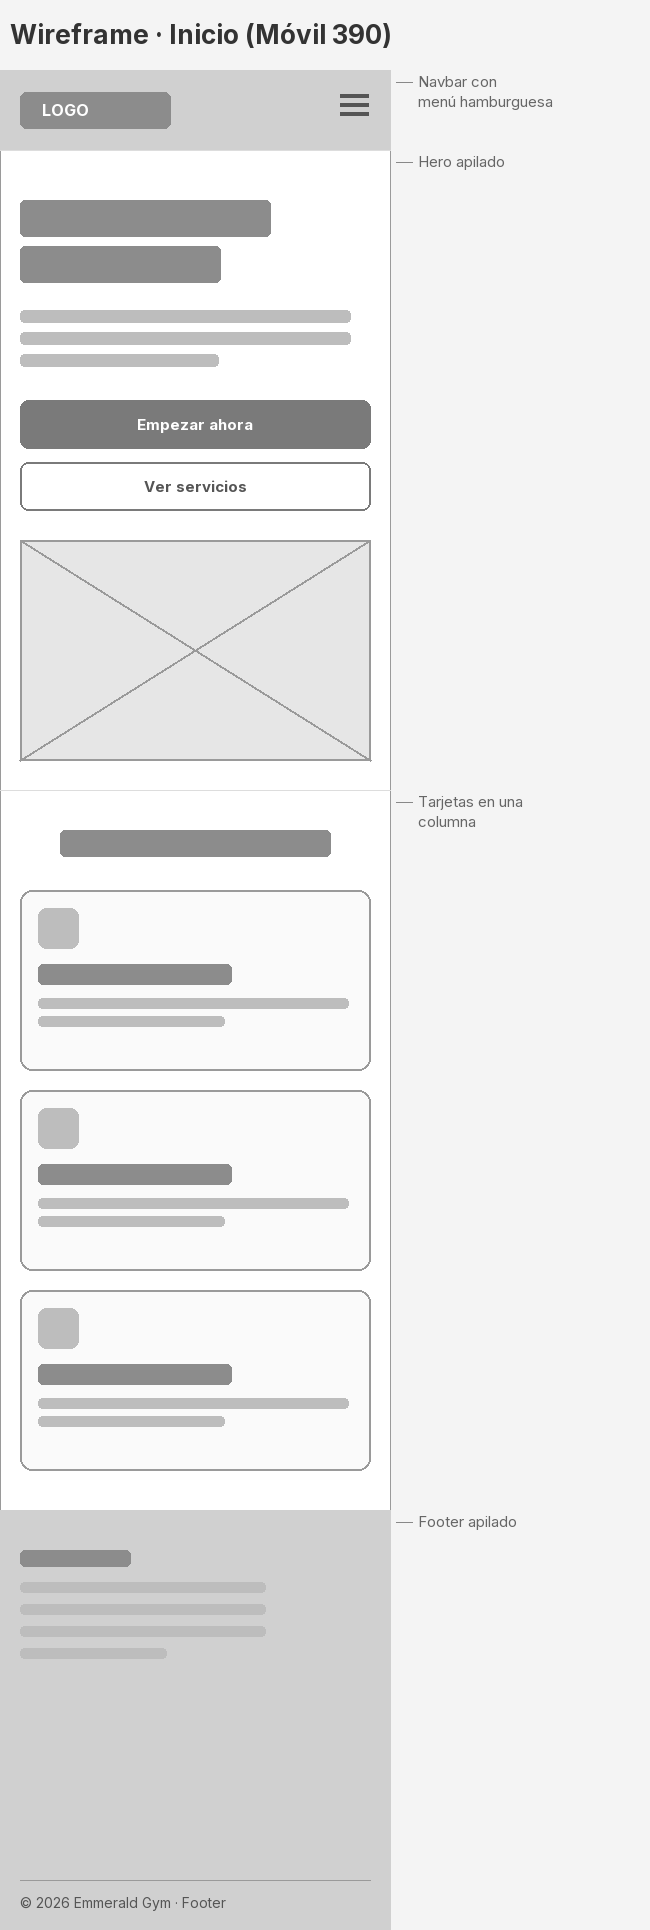 Wireframe · Inicio (Móvil 390)
LOGO
Navbar con
menú hamburguesa
Hero apilado
Empezar ahora
Ver servicios
Tarjetas en una
columna
Footer apilado
© 2026 Emmerald Gym · Footer